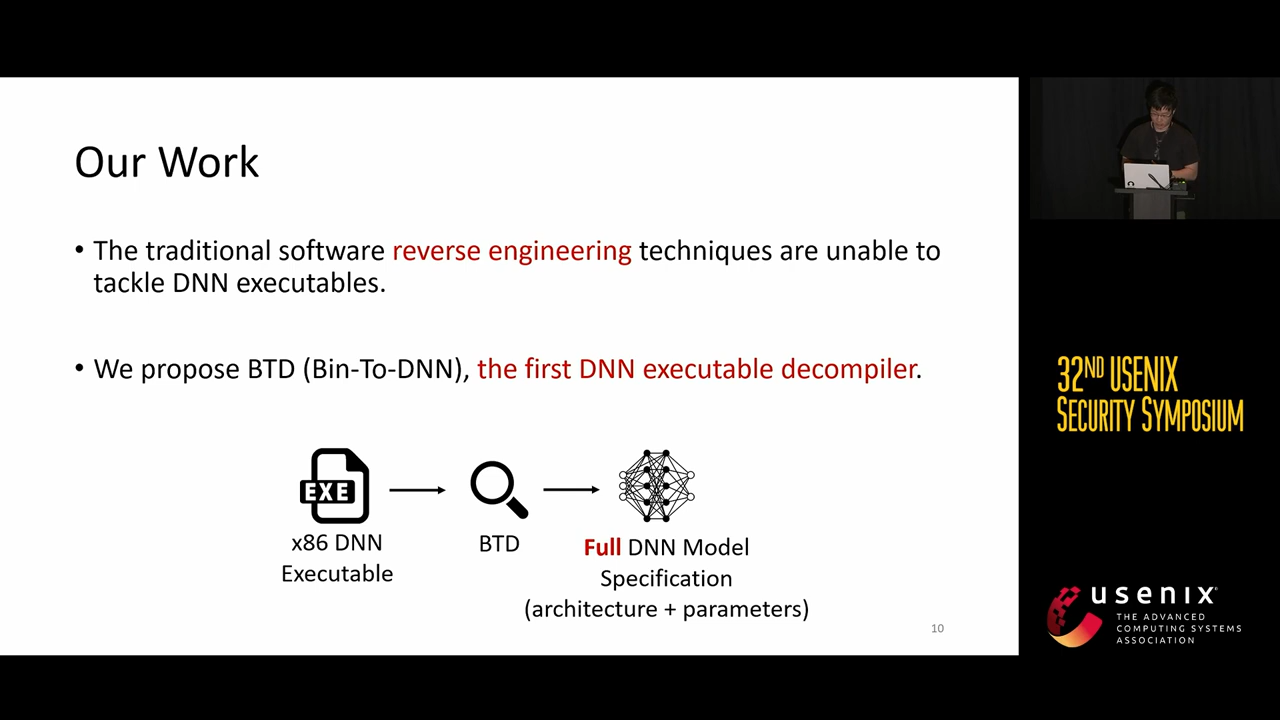 Our Work
• The traditional software reverse engineering techniques are unable to
tackle DNN executables.
• We propose BTD (Bin-To-DNN), the first DNN executable decompiler.
EXE
x86 DNN
Executable
BTD
Full DNN Model
Specification
(architecture + parameters)
10
32ND USENIX
SECURITY SYMPOSIUM
usenix
THE ADVANCED
COMPUTING SYSTEMS
ASSOCIATION